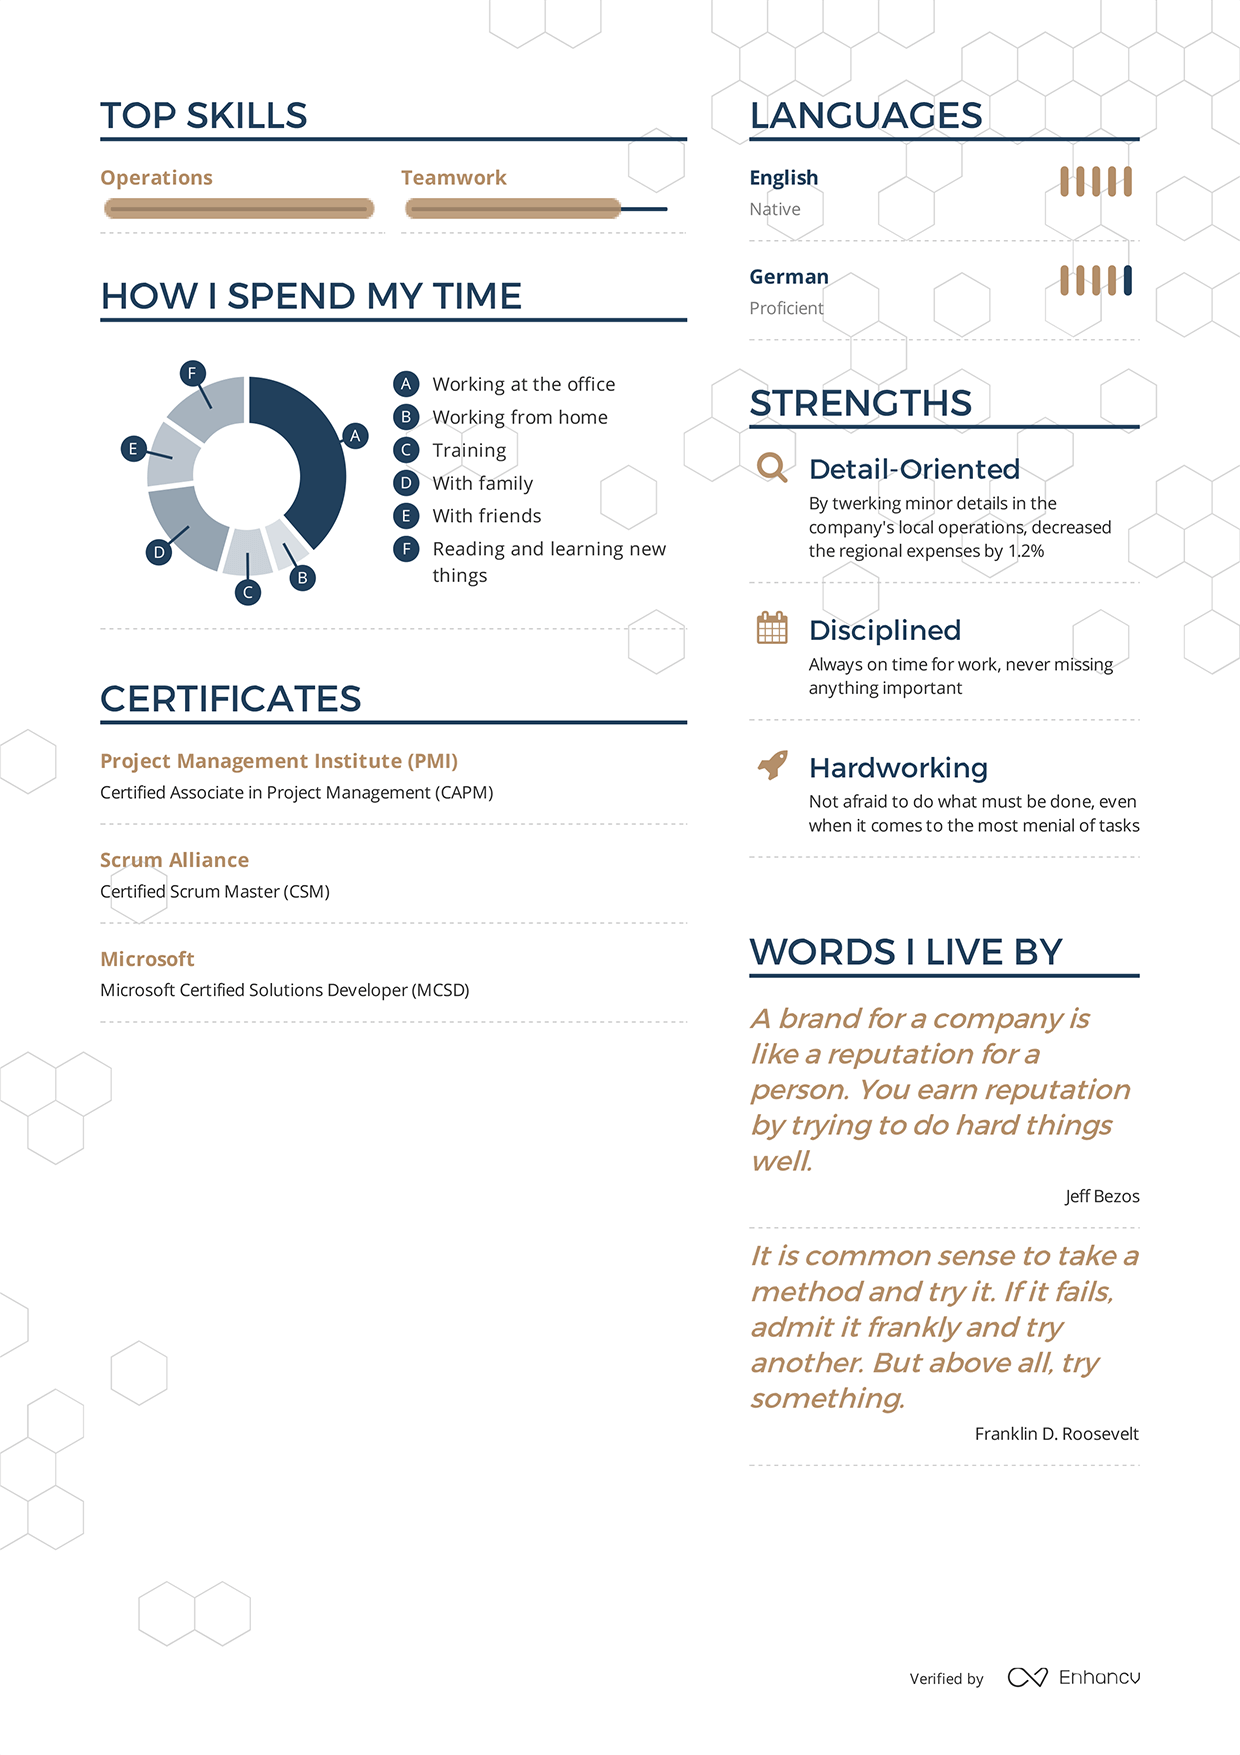 TOP SKILLS
Operations
Teamwork
HOW I SPEND MY TIME
F
A
E
D
C
B
A Working at the office
B Working from home
C Training
D With family
E With friends
F Reading and learning new
things
CERTIFICATES
Project Management Institute (PMI)
Certified Associate in Project Management (CAPM)
Scrum Alliance
Certified Scrum Master (CSM)
Microsoft
Microsoft Certified Solutions Developer (MCSD)
LANGUAGES
English
Native
German
Proficient
STRENGTHS
Detail-Oriented
By twerking minor details in the
company's local operations, decreased
the regional expenses by 1.2%
Disciplined
Always on time for work, never missing
anything important
Hardworking
Not afraid to do what must be done, even
when it comes to the most menial of tasks
WORDS I LIVE BY
A brand for a company is
like a reputation for a
person. You earn reputation
by trying to do hard things
well.
Jeff Bezos
It is common sense to take a
method and try it. If it fails,
admit it frankly and try
another. But above all, try
something.
Franklin D. Roosevelt
Verified by Enhancv